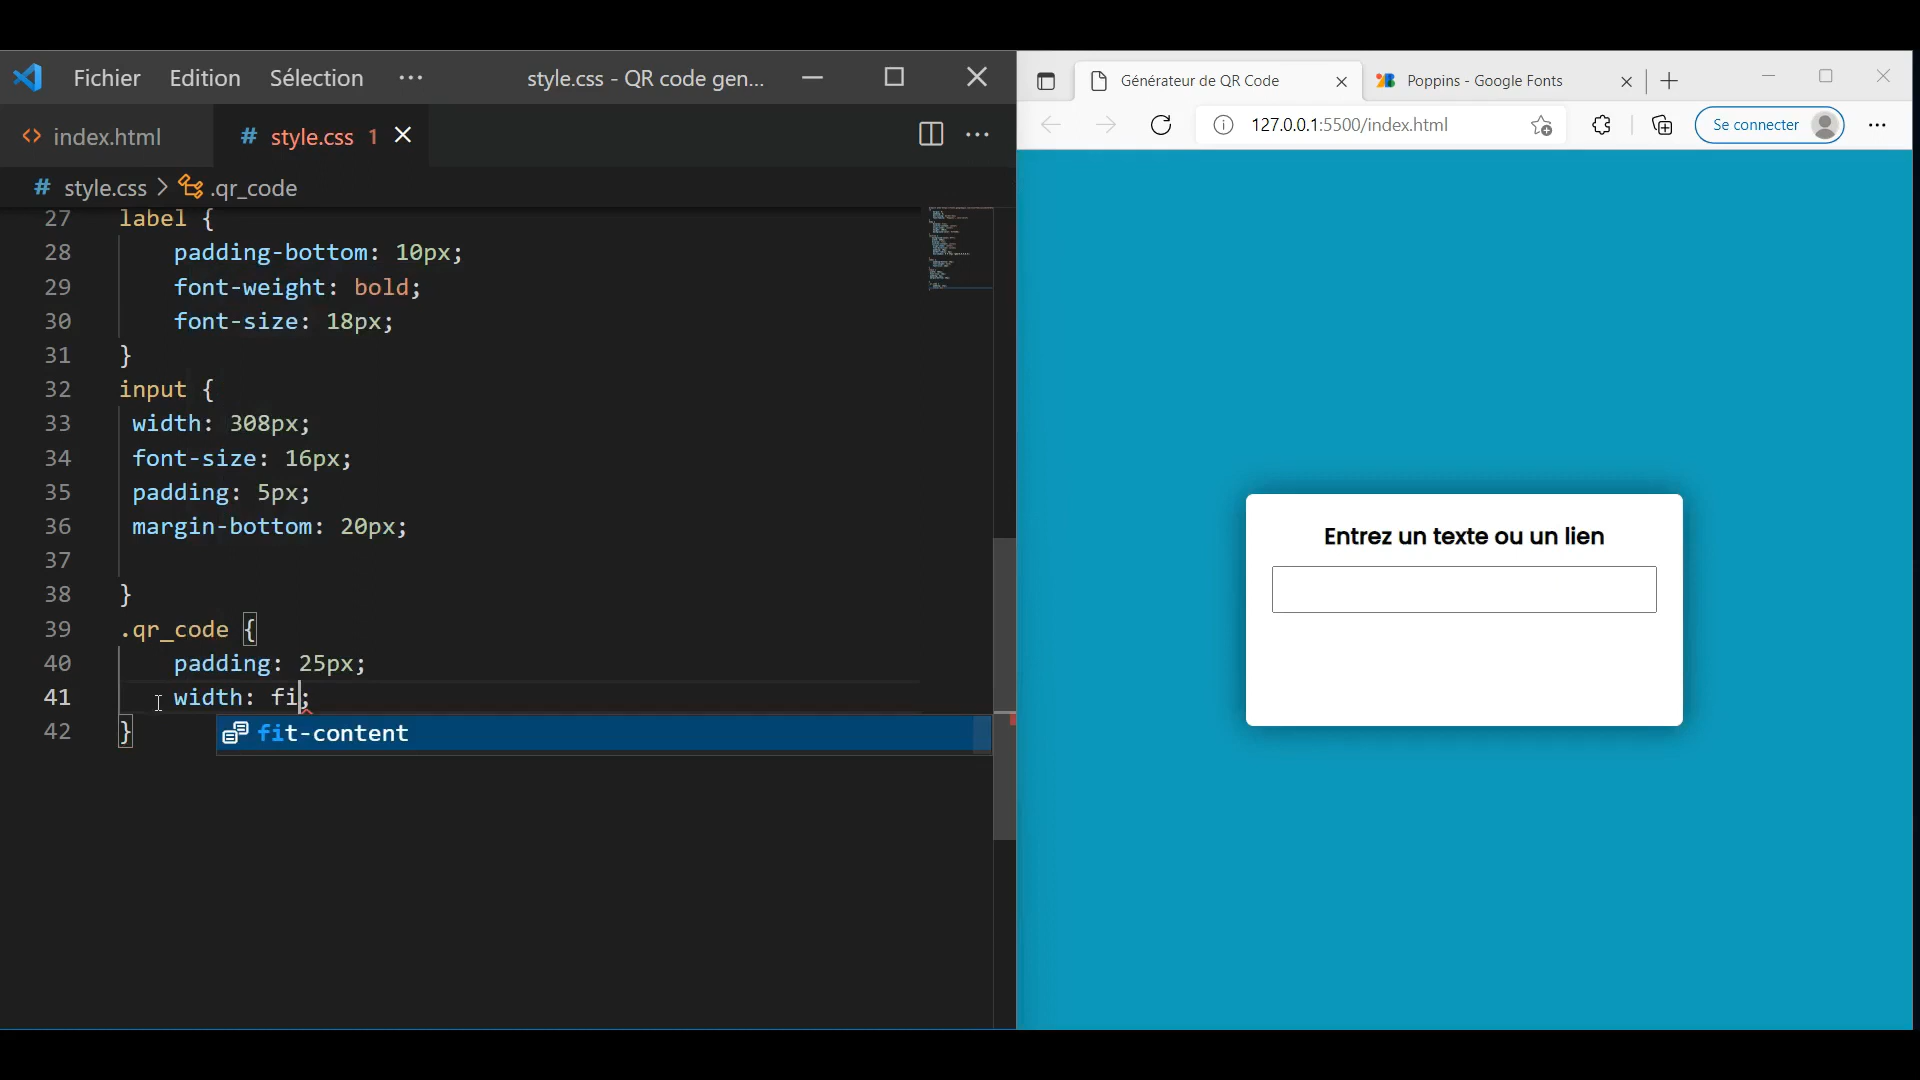 Fichier Edition Sélection ··· style.css - QR code gen...
index.html # style.css 1
# style.css > .qr_code
27 label {
28 padding-bottom: 10px;
29 font-weight: bold;
30 font-size: 18px;
31 }
32 input {
33 width: 308px;
34 font-size: 16px;
35 padding: 5px;
36 margin-bottom: 20px;
37
38 }
39 .qr_code {
40 padding: 25px;
41 width: fi;
42 }
fit-content
Générateur de QR Code
Poppins - Google Fonts
127.0.0.1:5500/index.html
Se connecter
Entrez un texte ou un lien